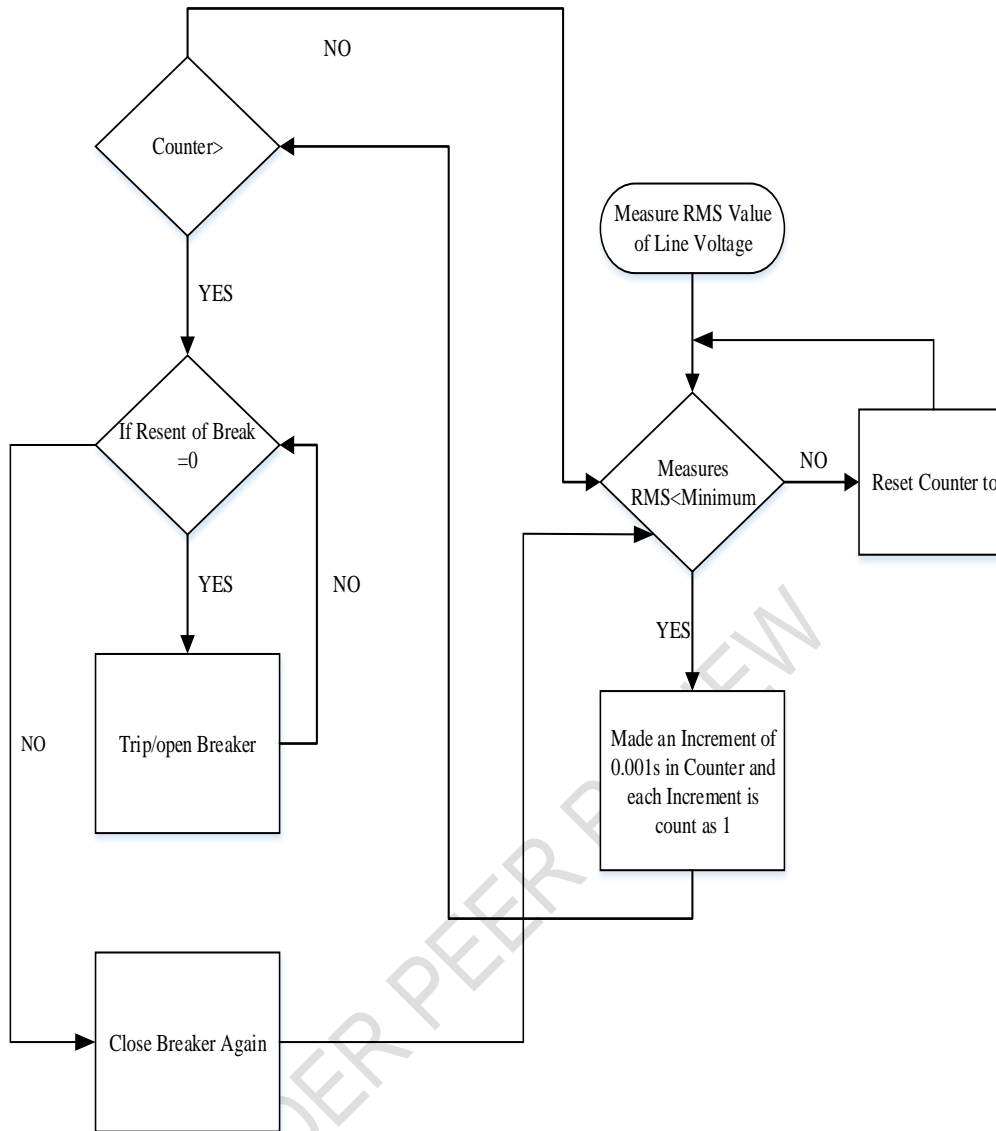 NO
Counter>
YES
Measure RMS Value
of Line Voltage
If Resent of Break
=0
Measures
RMS<Minimum
NO
Reset Counter to
YES
NO
YES
NO
Trip/open Breaker
Made an Increment of
0.001s in Counter and
each Increment is
count as 1
Close Breaker Again
DER PEER REVIEW